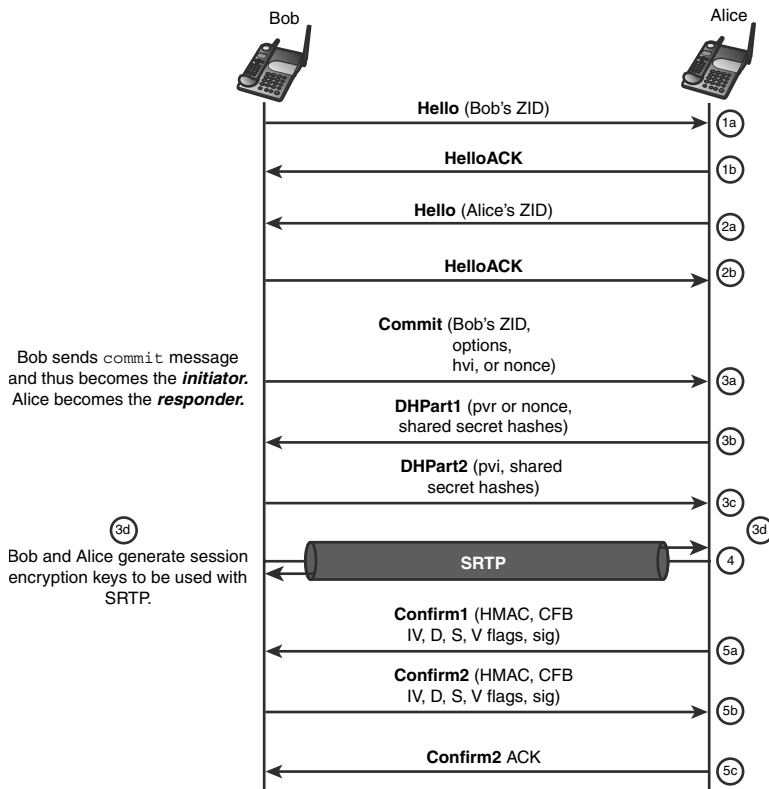 Bob
Alice
Hello (Bob's ZID)
1a
HelloACK
1b
Hello (Alice's ZID)
2a
HelloACK
2b
Commit (Bob's ZID,
options,
hvi, or nonce)
3a
Bob sends commit message
and thus becomes the initiator.
Alice becomes the responder.
DHPart1 (pvr or nonce,
shared secret hashes)
3b
DHPart2 (pvi, shared
secret hashes)
3c
3d
3d
Bob and Alice generate session
encryption keys to be used with
SRTP.
SRTP
4
Confirm1 (HMAC, CFB
IV, D, S, V flags, sig)
5a
Confirm2 (HMAC, CFB
IV, D, S, V flags, sig)
5b
Confirm2 ACK
5c